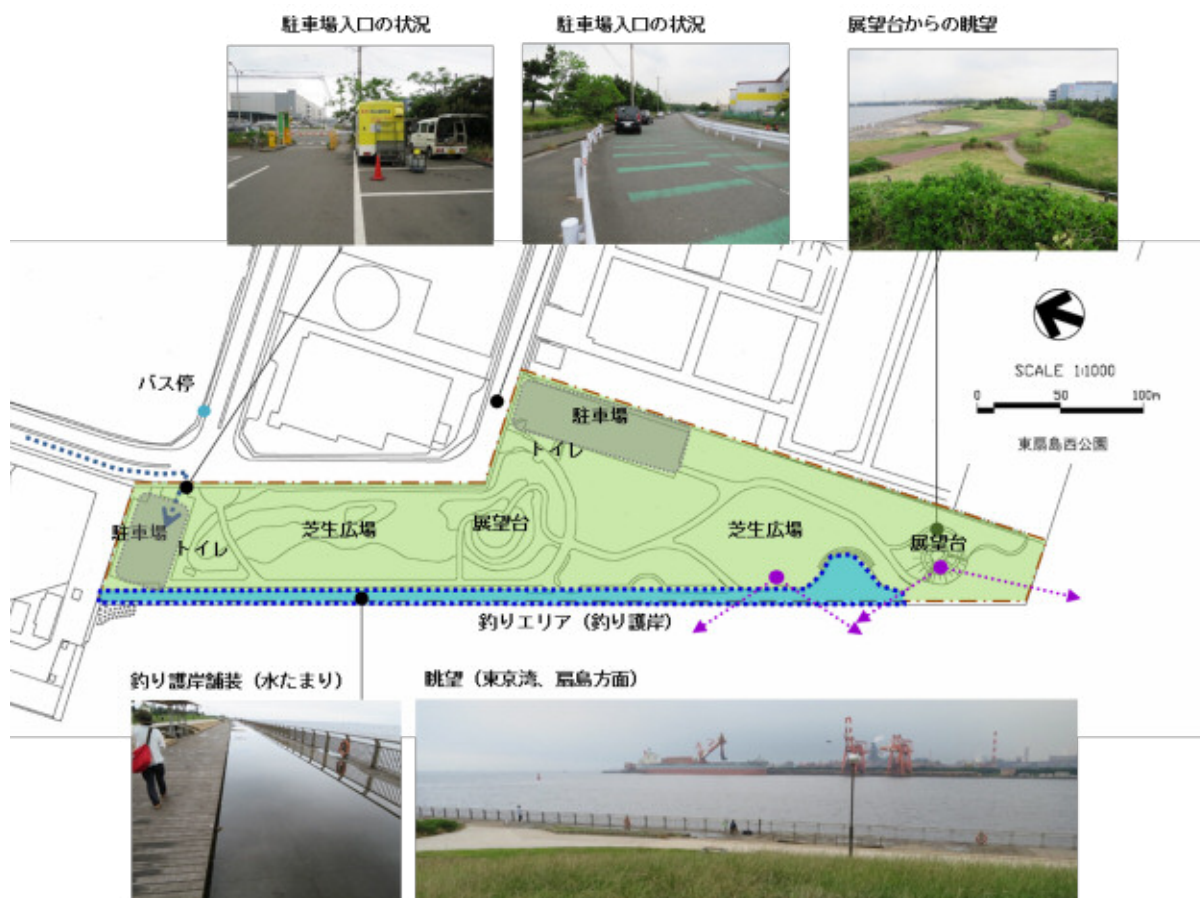 駐車場入口の状況
駐車場入口の状況
展望台からの眺望
バス停
SCALE 1:1000
0 50 100m
東扇島西公園
駐車場
トイレ
駐車場
トイレ
芝生広場
展望台
芝生広場
展望台
釣りエリア（釣り護岸）
釣り護岸舗装（水たまり）
眺望（東京湾、扇島方面）